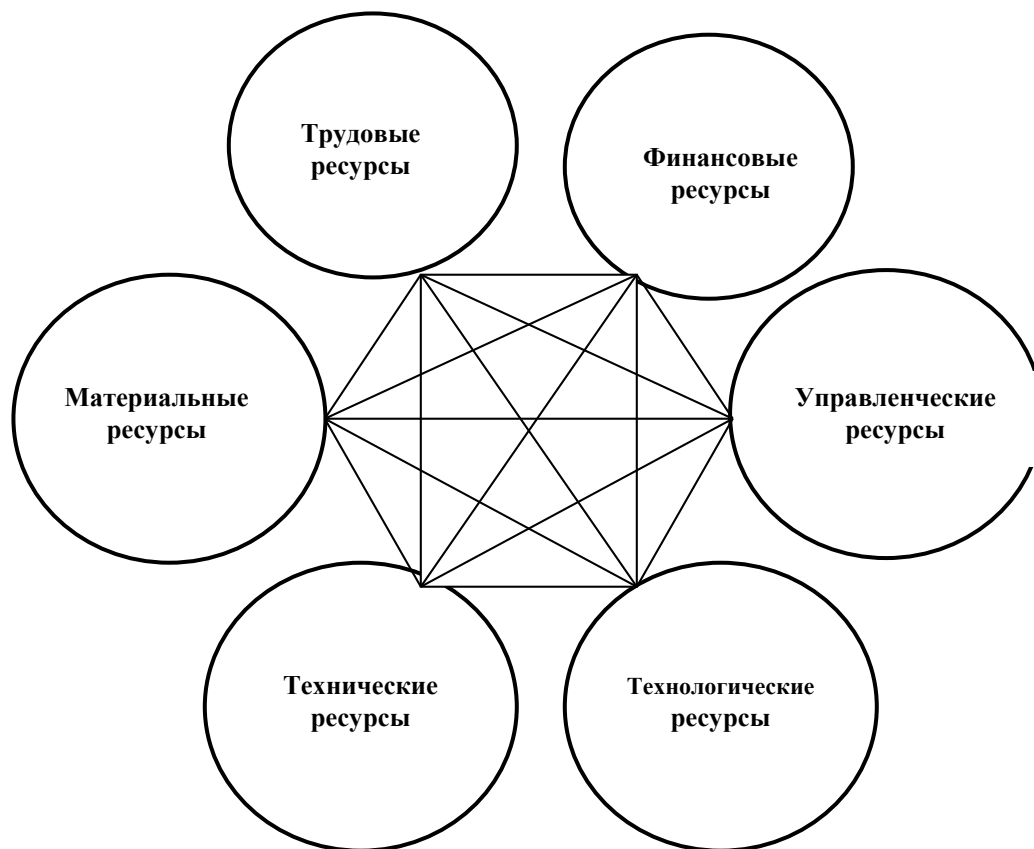 Трудовые
ресурсы
Финансовые
ресурсы
Материальные
ресурсы
Управленческие
ресурсы
Технические
ресурсы
Технологические
ресурсы